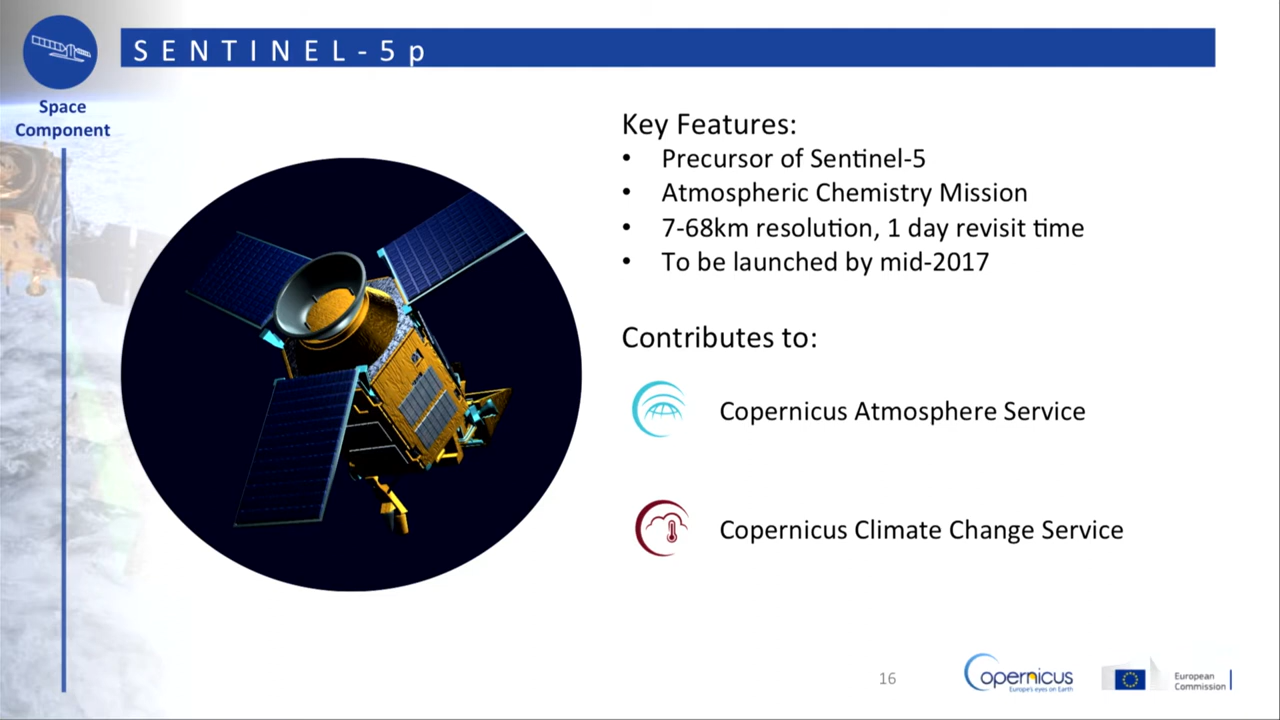 SENTINEL-5p
Space
Component
Key Features:
• Precursor of Sentinel-5
• Atmospheric Chemistry Mission
• 7-68km resolution, 1 day revisit time
• To be launched by mid-2017
Contributes to:
Copernicus Atmosphere Service
Copernicus Climate Change Service
16
opernicus
Europe's eyes on Earth
European
Commission